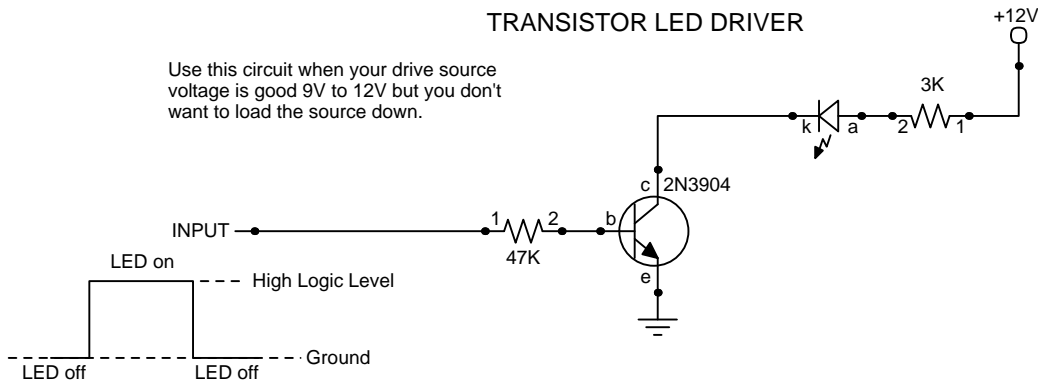 TRANSISTOR LED DRIVER
+12V
Use this circuit when your drive source
voltage is good 9V to 12V but you don't
want to load the source down.
3K
k a 2 1
c 2N3904
INPUT 1 2 b
47K
e
LED on
High Logic Level
Ground
LED off LED off